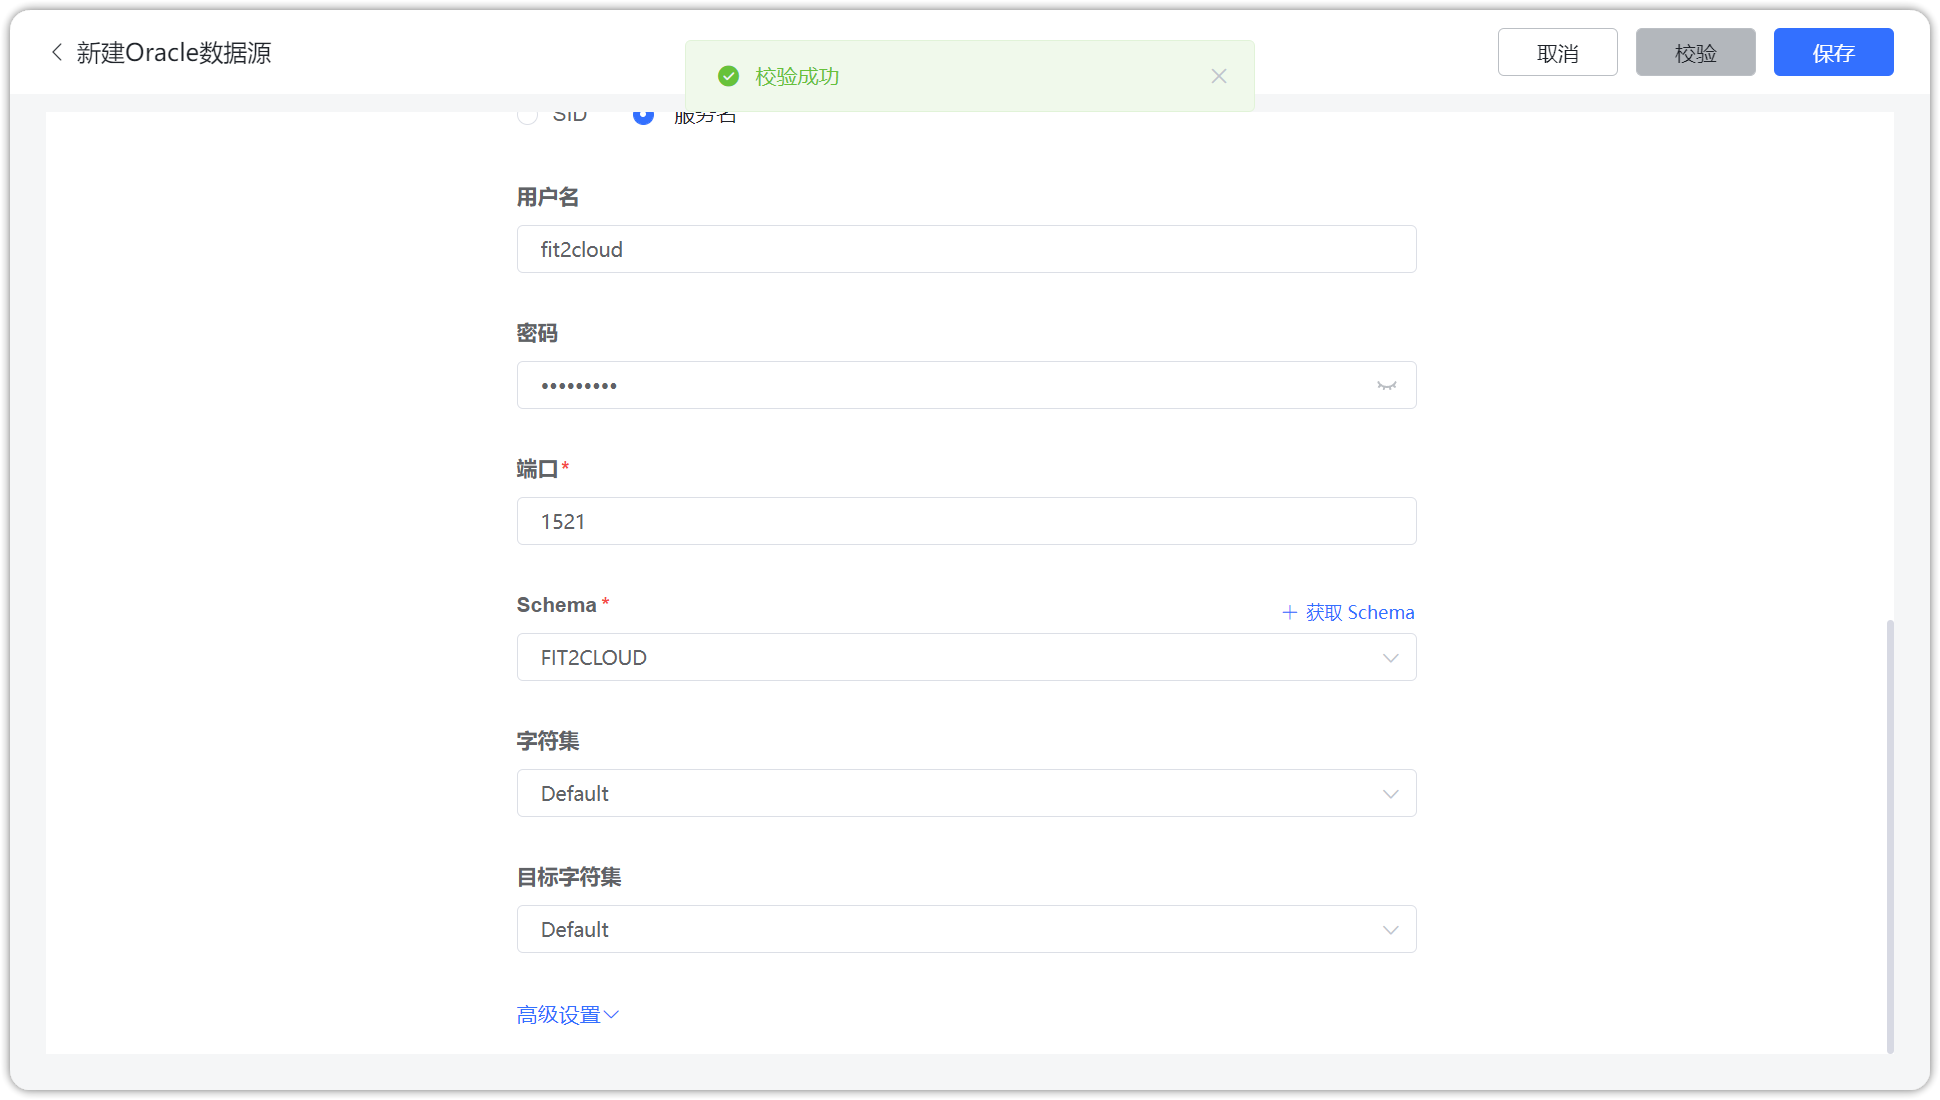 新建Oracle数据源
校验成功
取消
校验
保存
SID
服务名
用户名
fit2cloud
密码
•••••••••
端口*
1521
Schema *
+ 获取 Schema
FIT2CLOUD
字符集
Default
目标字符集
Default
高级设置